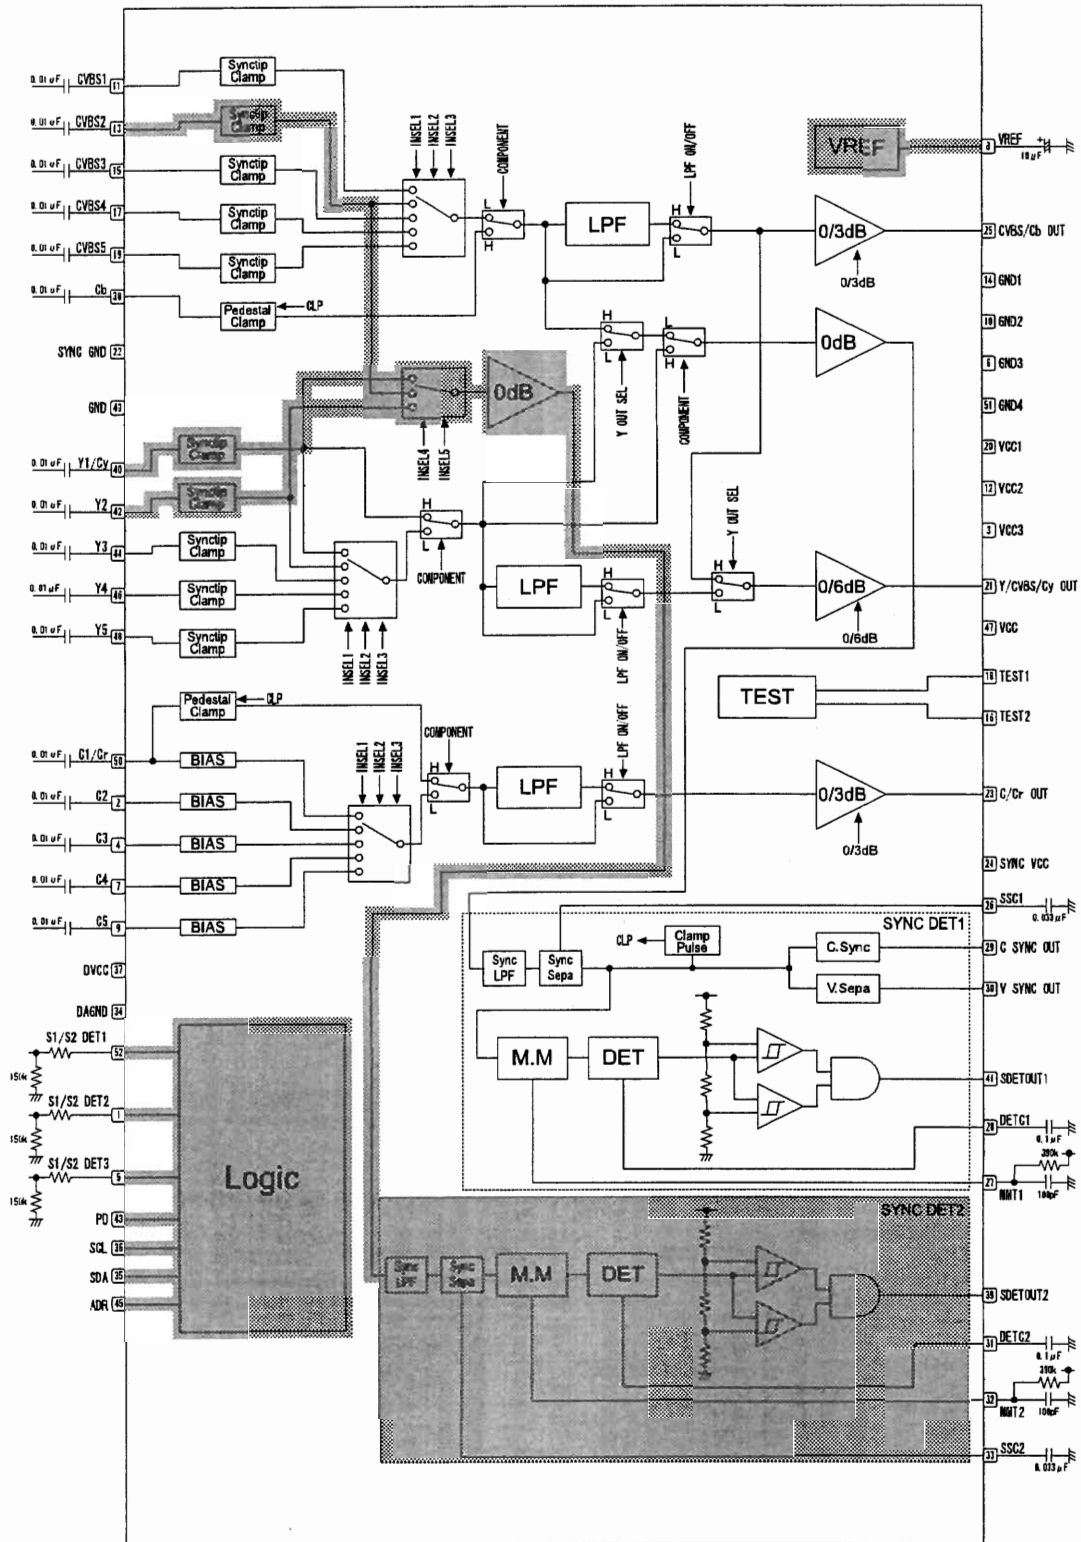 0.01uF CVBS1 11 Synctip Clamp
0.01uF CVBS2 13 Synctip Clamp
0.01uF CVBS3 15 Synctip Clamp
0.01uF CVBS4 17 Synctip Clamp
0.01uF CVBS5 19 Synctip Clamp
0.01uF Cb Pedestal Clamp CLP
INSEL1 INSEL2 INSEL3
COMPONENT
L
H
LPF
LPF ON/OFF
H
L
VREF
VREF
+
10μF
0/3dB
0/3dB
25 CVBS/Cb OUT
14 GND1
10 GND2
6 GND3
51 GND4
20 VCC1
12 VCC2
3 VCC3
SYNC GND 22
GND
INSEL4 INSEL5
0dB
H
L
Y OUT SEL
L
H
COMPONENT
0dB
0.01uF Y1/Cy 40 Synctip Clamp
0.01uF Y2 42 Synctip Clamp
0.01uF Y3 44 Synctip Clamp
0.01uF Y4 46 Synctip Clamp
0.01uF Y5 48 Synctip Clamp
H
L
COMPONENT
INSEL1 INSEL2 INSEL3
LPF
H
L
LPF ON/OFF
Y OUT SEL
H
L
0/6dB
0/6dB
21 Y/CVBS/Cy OUT
47 VCC
TEST
TEST1
16 TEST2
Pedestal Clamp CLP
0.01uF C1/Cr 50 BIAS
0.01uF C2 2 BIAS
0.01uF C3 4 BIAS
0.01uF C4 7 BIAS
0.01uF C5 9 BIAS
INSEL1 INSEL2 INSEL3
COMPONENT
H
L
LPF
LPF ON/OFF
H
L
0/3dB
0/3dB
23 C/Cr OUT
24 SYNC VCC
26 SSC1
0.033μF
DVCC 37
DAGND 34
SYNC DET1
Sync LPF
Sync Sepa
CLP
Clamp Pulse
C.Sync
29 C SYNC OUT
V.Sepa
30 V SYNC OUT
M.M
DET
41 SDETOUT1
28 DETC1
0.1μF
390k
27 MMT1
100pF
S1/S2 DET1 52
150k
S1/S2 DET2 1
150k
S1/S2 DET3 5
150k
PD 43
SCL 36
SDA 35
ADR 45
Logic
SYNC DET2
Sync LPF
Sync Sepa
M.M
DET
39 SDETOUT2
31 DETC2
0.1μF
390k
32 MMT2
100pF
33 SSC2
0.033μF